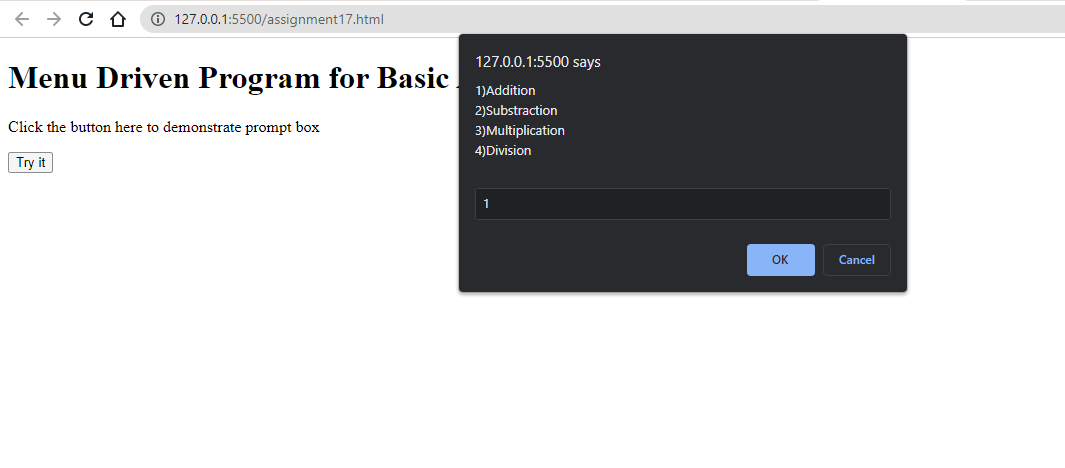 127.0.0.1:5500/assignment17.html
Menu Driven Program for Basic
Click the button here to demonstrate prompt box
Try it
127.0.0.1:5500 says
1)Addition
2)Substraction
3)Multiplication
4)Division
1
OK
Cancel